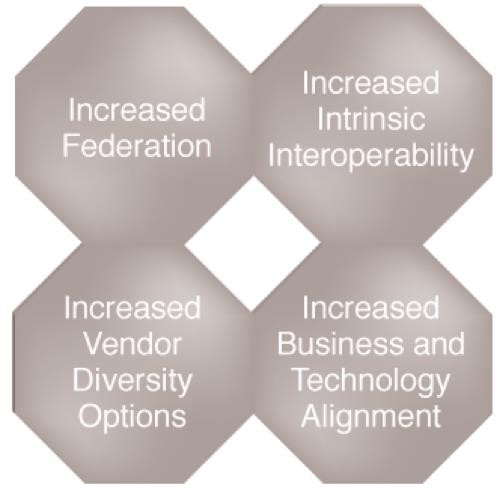 Increased
Federation
Increased
Intrinsic
Interoperability
Increased
Vendor
Diversity
Options
Increased
Business and
Technology
Alignment